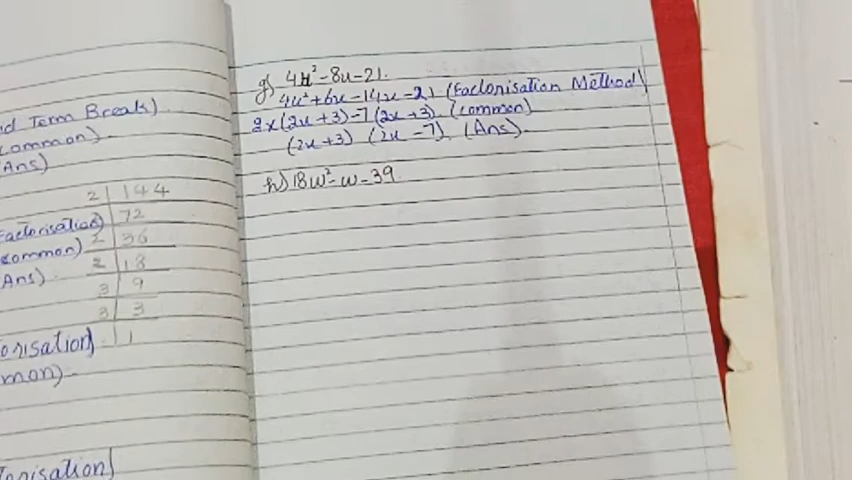 d Term Break)
common)
Ans)
2 | 144
2 | 72
2 | 36
2 | 18
3 | 9
3 | 3
| 1
Factorisation)
common)
Ans).
orisation)
mon)
orisation)
g) 4u² - 8u - 21.
4u² + 6u - 14u - 21 (Factorisation Method)
2x(2u + 3) - 7(2u + 3). (common)
(2u + 3) (2u - 7). (Ans).
h) 18w² - w - 39